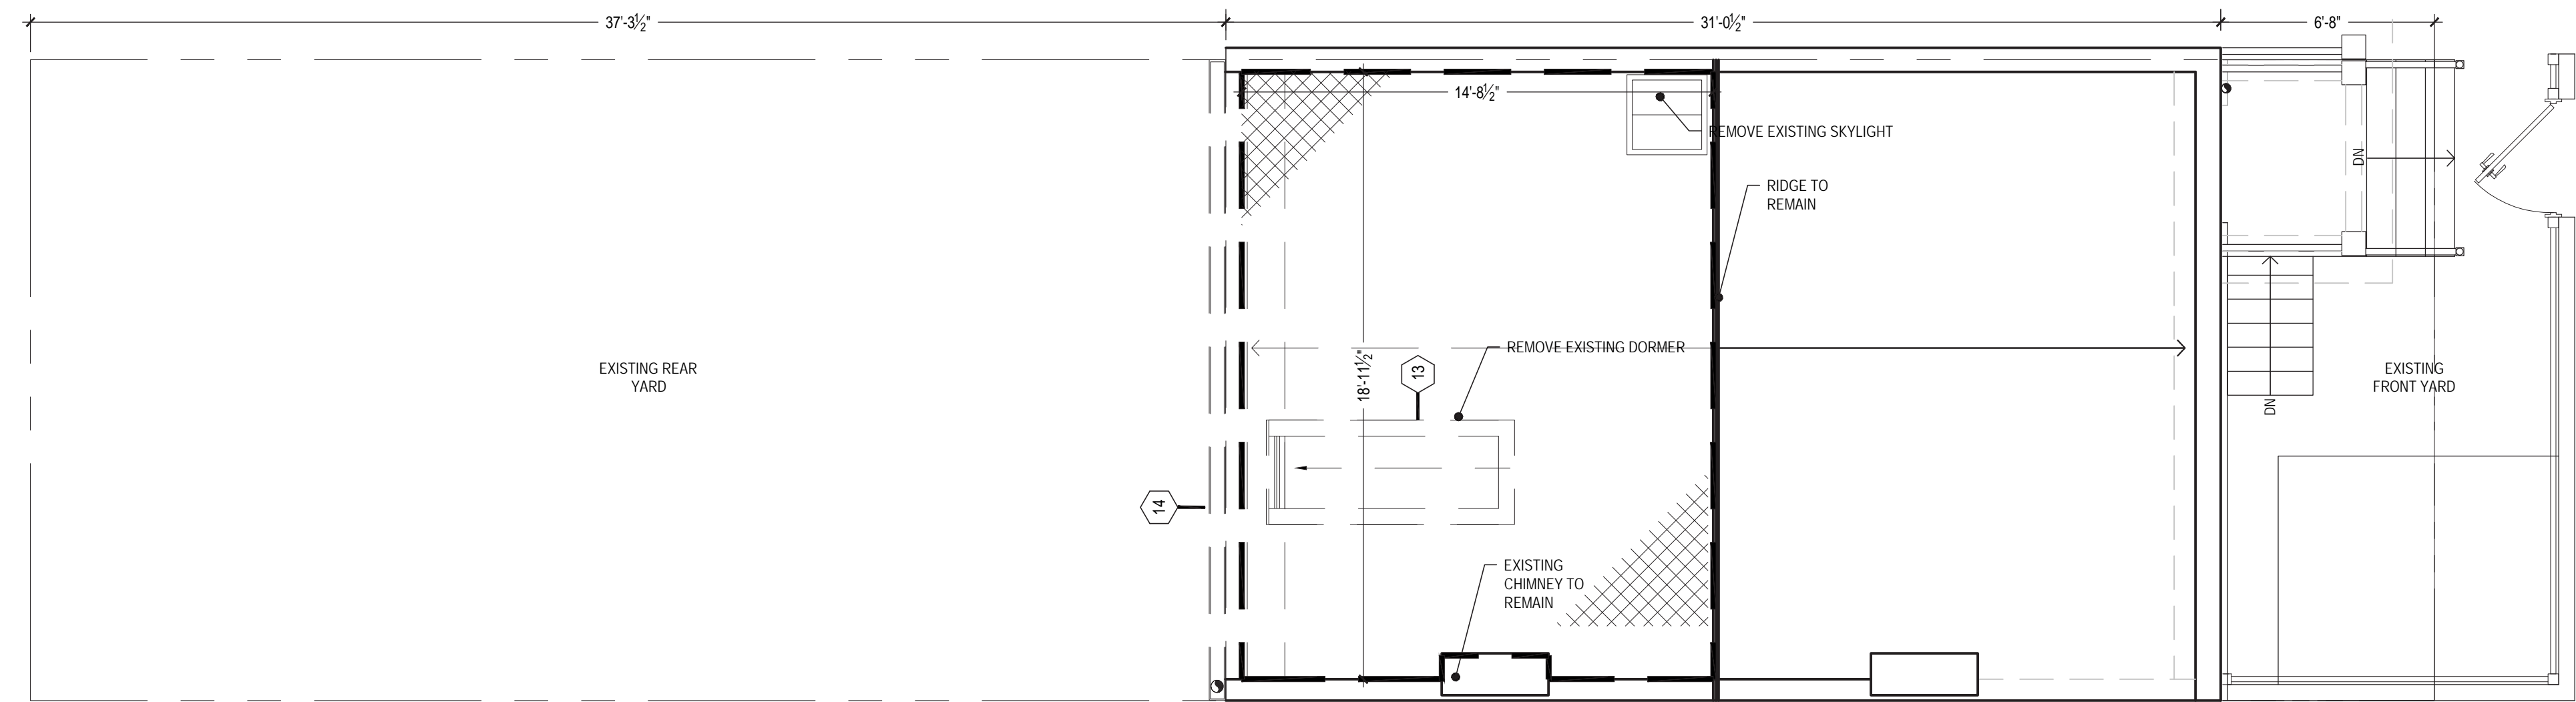 37'-3½"
31'-0½"
6'-8"
14'-8½"
REMOVE EXISTING SKYLIGHT
DN
RIDGE TO
REMAIN
REMOVE EXISTING DORMER
18'-11½"
13
EXISTING REAR
YARD
EXISTING
FRONT YARD
DN
14
EXISTING
CHIMNEY TO
REMAIN